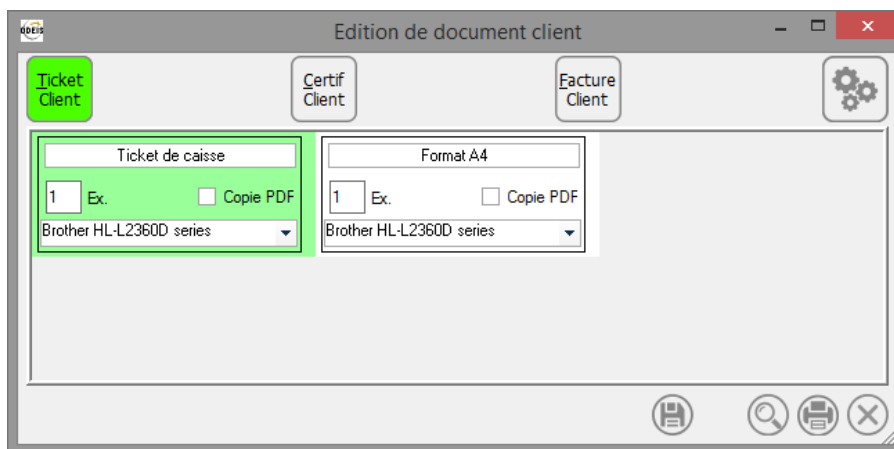 ODEIS
Edition de document client
Ticket
Client
Certif
Client
Facture
Client
Ticket de caisse
1 Ex. Copie PDF
Brother HL-L2360D series
Format A4
1 Ex. Copie PDF
Brother HL-L2360D series